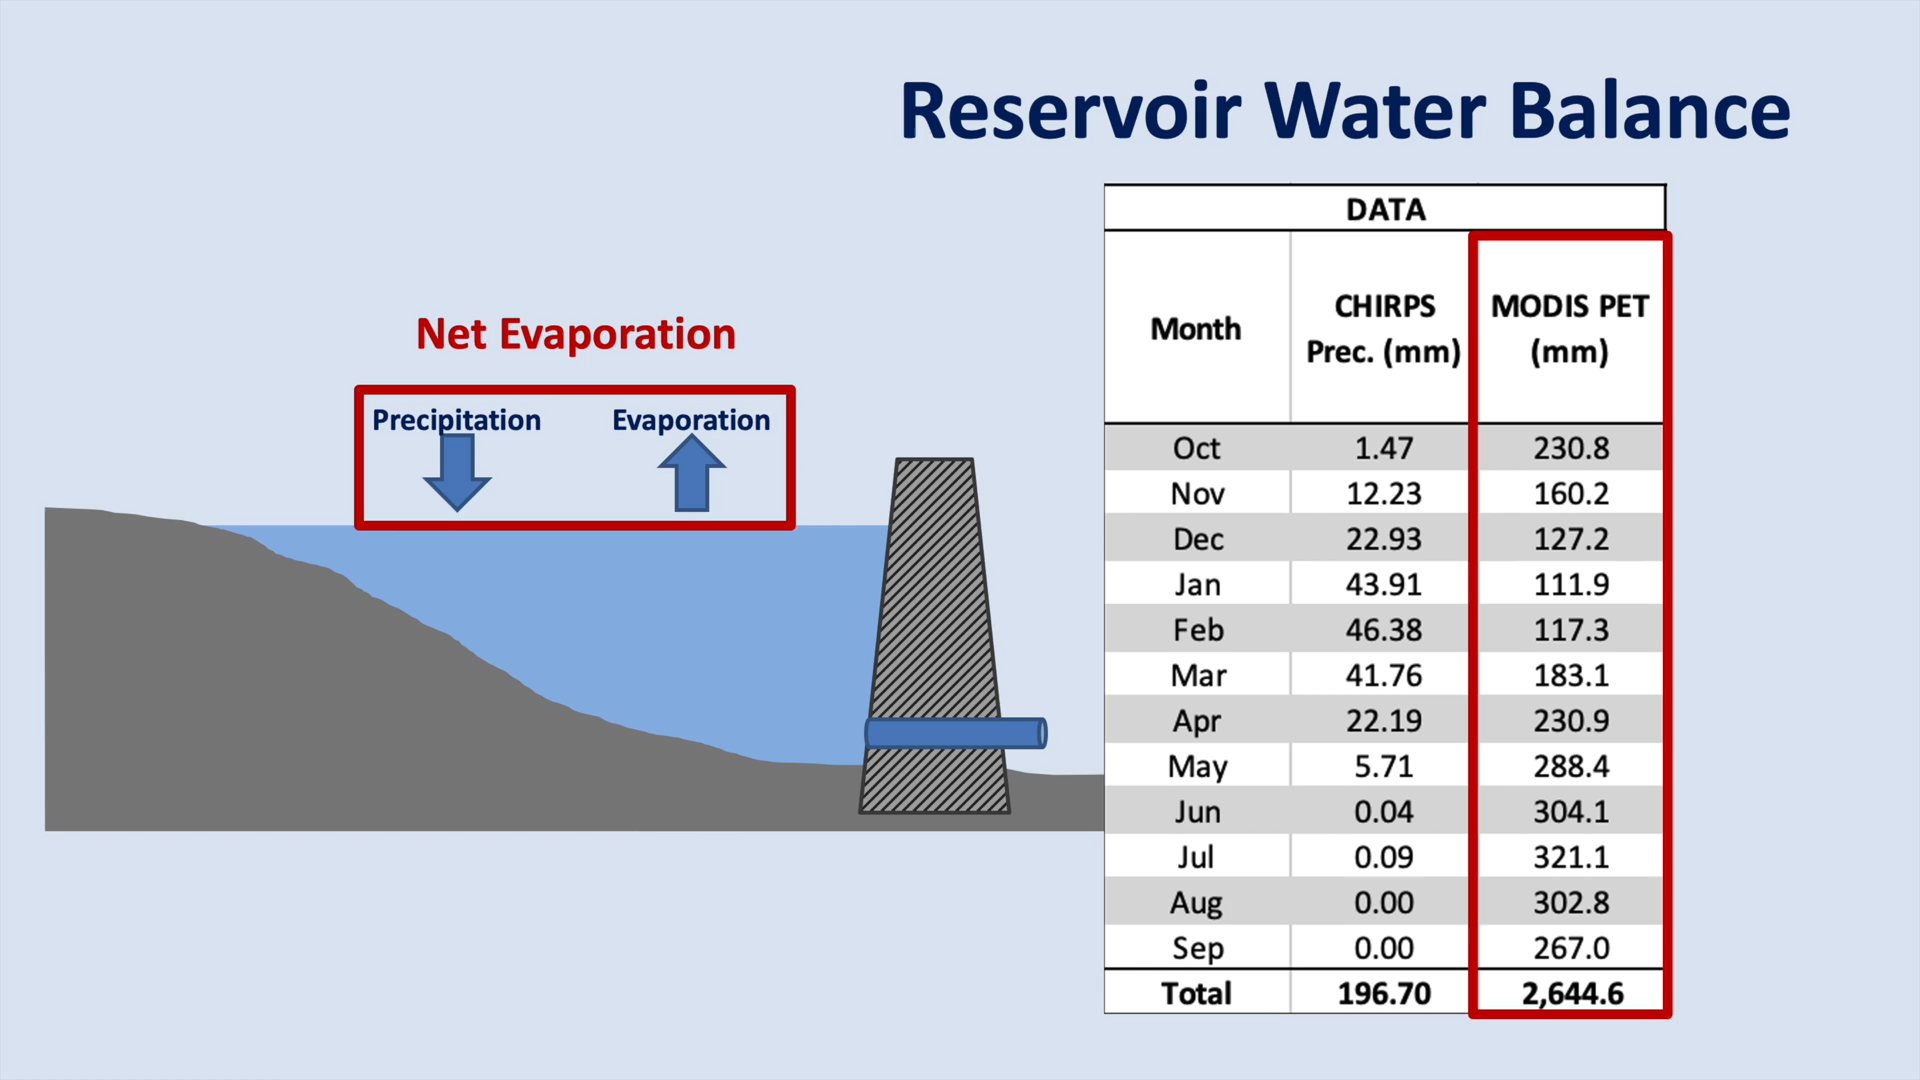 Reservoir Water Balance
Net Evaporation
Precipitation Evaporation
DATA
Month CHIRPS Prec. (mm) MODIS PET (mm)
Oct 1.47 230.8
Nov 12.23 160.2
Dec 22.93 127.2
Jan 43.91 111.9
Feb 46.38 117.3
Mar 41.76 183.1
Apr 22.19 230.9
May 5.71 288.4
Jun 0.04 304.1
Jul 0.09 321.1
Aug 0.00 302.8
Sep 0.00 267.0
Total 196.70 2,644.6